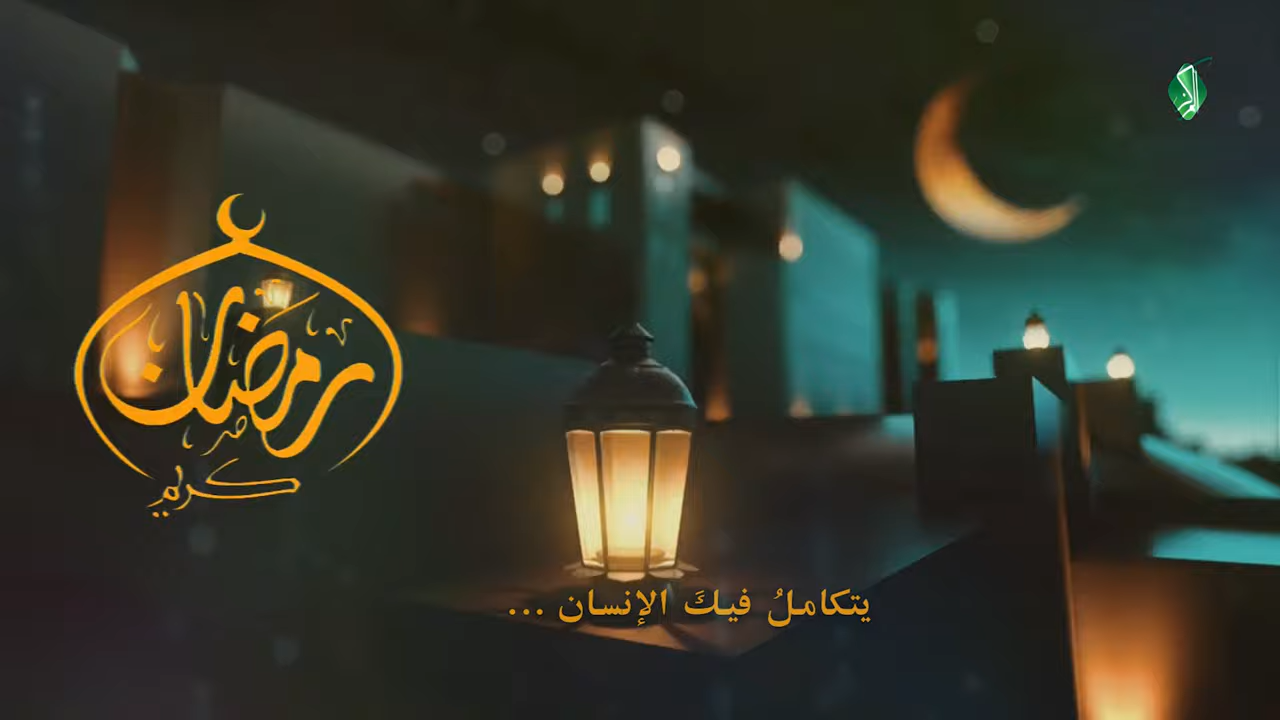 رمضان
كريم
يتكاملُ فيكَ الإنسان ...